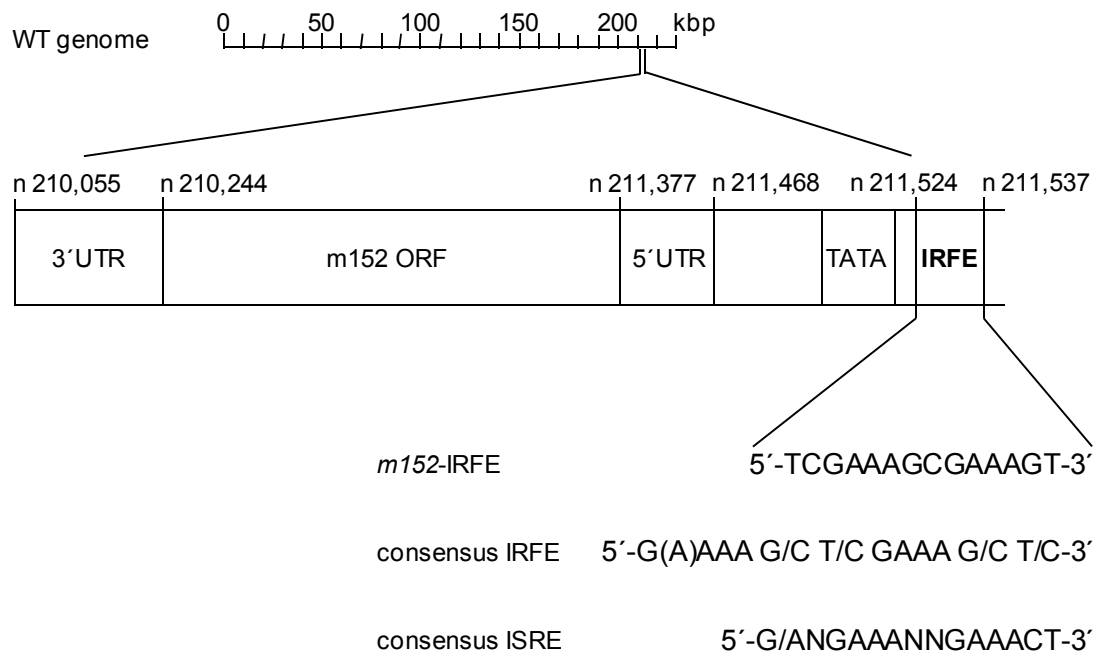 0 50 100 150 200 kbp
WT genome
n 210,055 n 210,244 n 211,377 n 211,468 n 211,524 n 211,537
3´UTR m152 ORF 5´UTR TATA IRFE
m152-IRFE 5´-TCGAAAGCGAAAGT-3´
consensus IRFE 5´-G(A)AAA G/C T/C GAAA G/C T/C-3´
consensus ISRE 5´-G/ANGAAANNGAAACT-3´